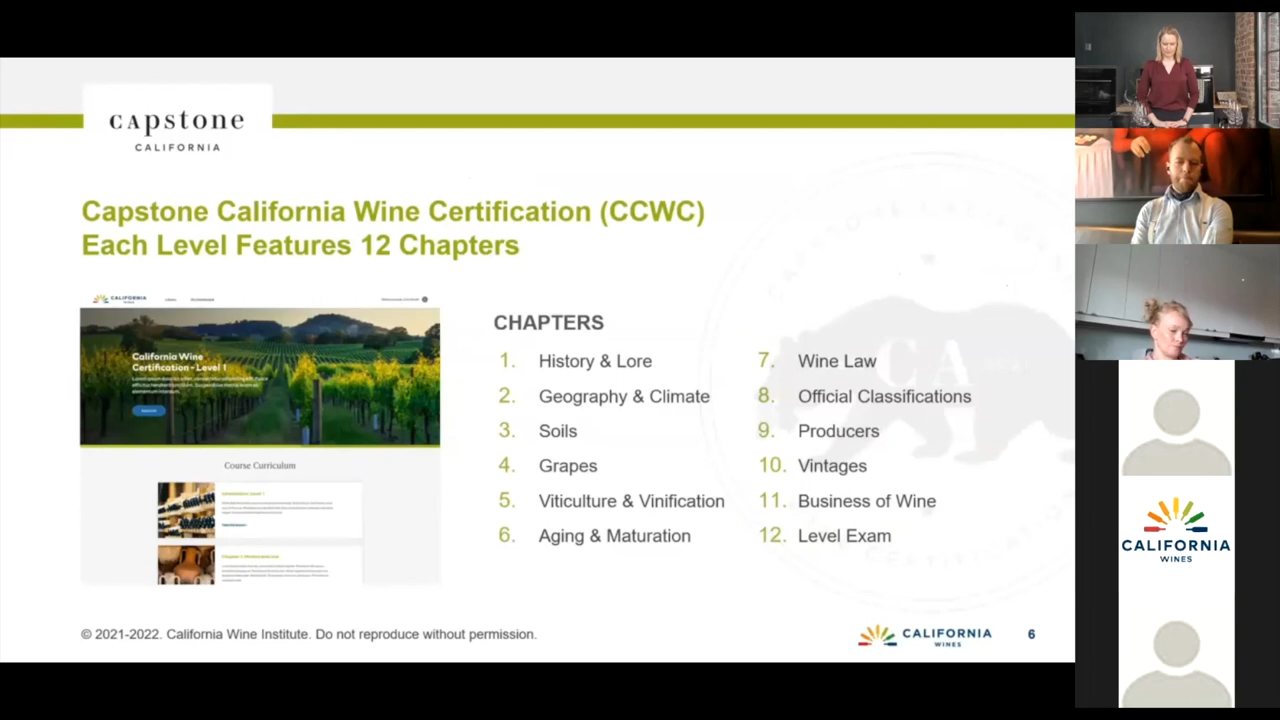 CAPSTONE
CALIFORNIA
Capstone California Wine Certification (CCWC)
Each Level Features 12 Chapters
CALIFORNIA
WINES
California Wine
Certification - Level 1
Course Curriculum
CHAPTERS
1. History & Lore
2. Geography & Climate
3. Soils
4. Grapes
5. Viticulture & Vinification
6. Aging & Maturation
7. Wine Law
8. Official Classifications
9. Producers
10. Vintages
11. Business of Wine
12. Level Exam
© 2021-2022. California Wine Institute. Do not reproduce without permission.
CALIFORNIA
WINES
6
CALIFORNIA
WINES